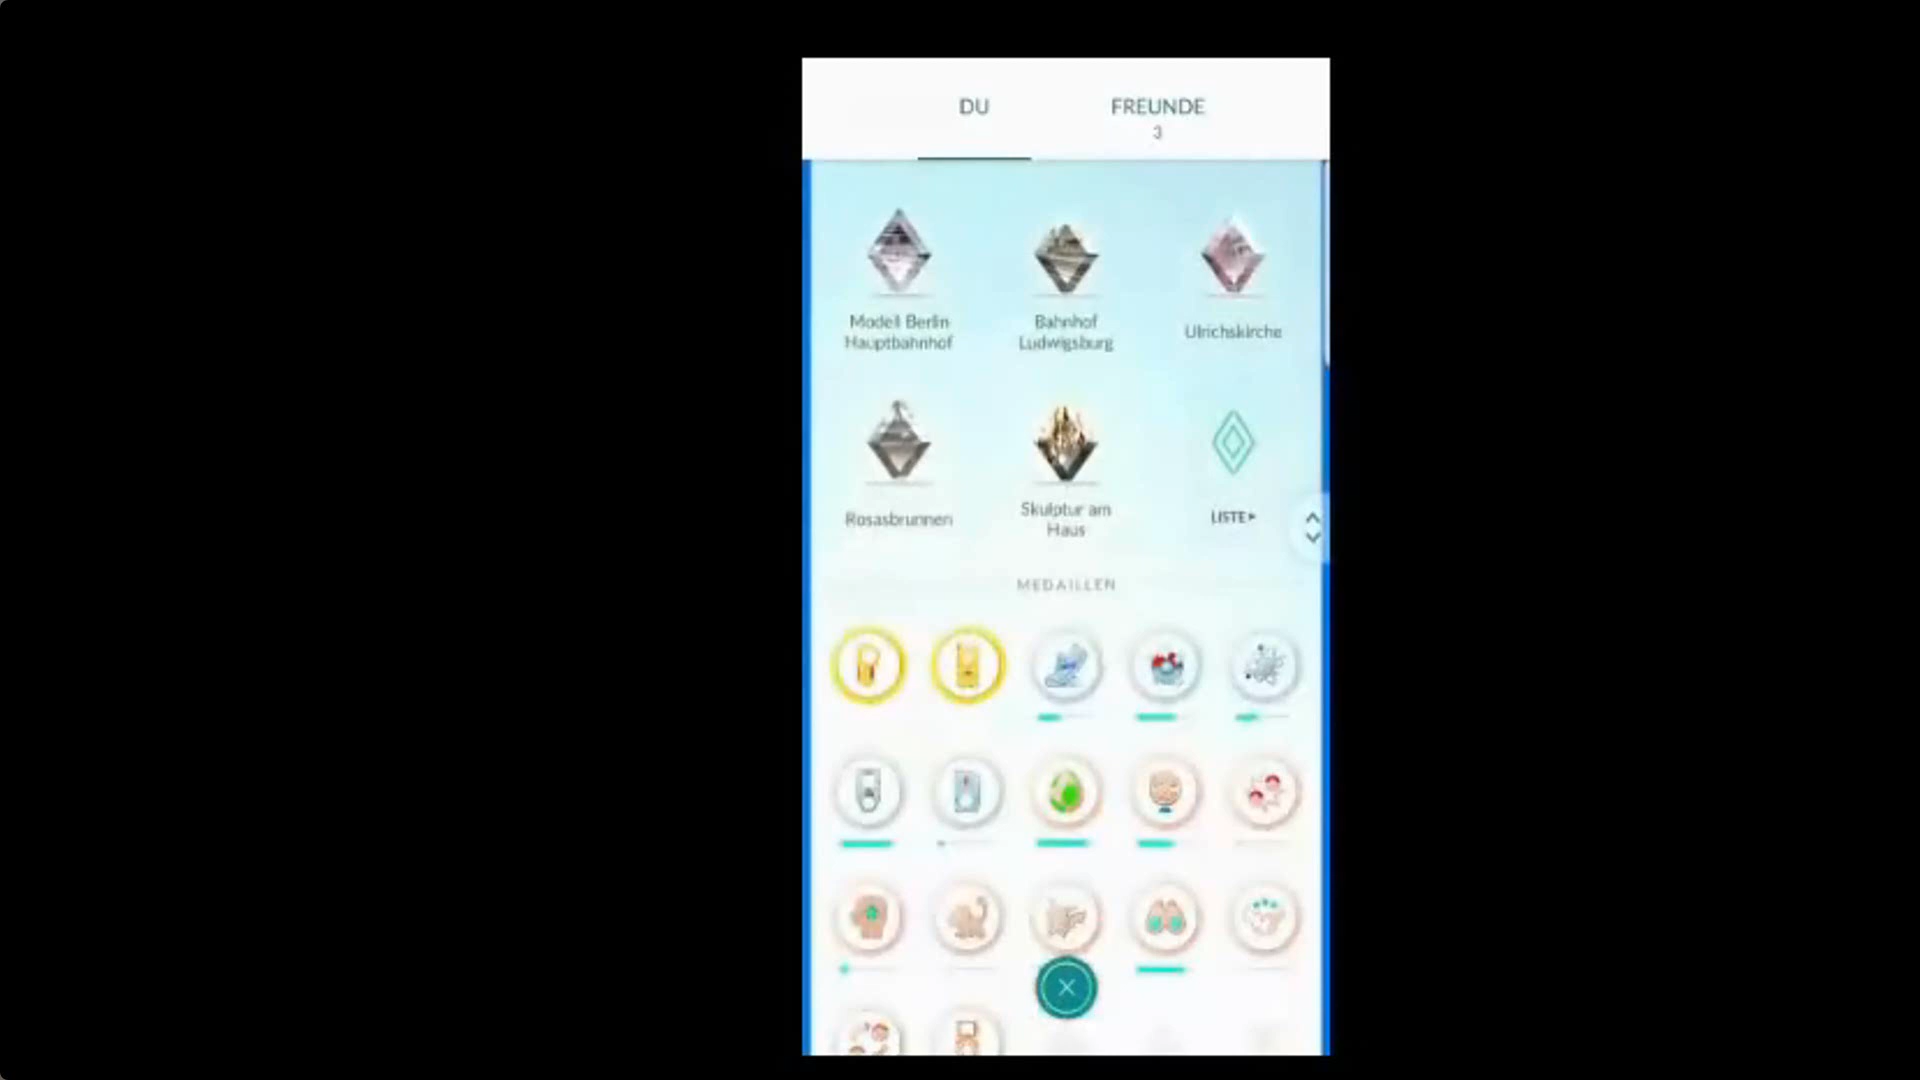 DU
FREUNDE
3
Modell Berlin
Hauptbahnhof
Bahnhof
Ludwigsburg
Ulrichskirche
Rosasbrunnen
Skulptur am
Haus
LISTE
MEDAILLEN